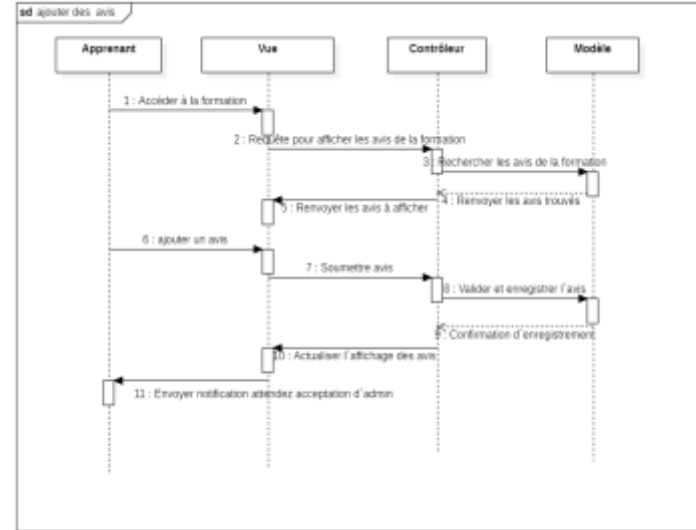 sd ajouter des avis
Apprenant
Vue
Contrôleur
Modèle
1 : Accéder à la formation
2 : Requête pour afficher les avis de la formation
3 : Rechercher les avis de la formation
4 : Renvoyer les avis trouvés
5 : Renvoyer les avis à afficher
6 : ajouter un avis
7 : Soumettre avis
8 : Valider et enregistrer l'avis
9 : Confirmation d'enregistrement
10 : Actualiser l'affichage des avis
11 : Envoyer notification attendez acceptation d'admin